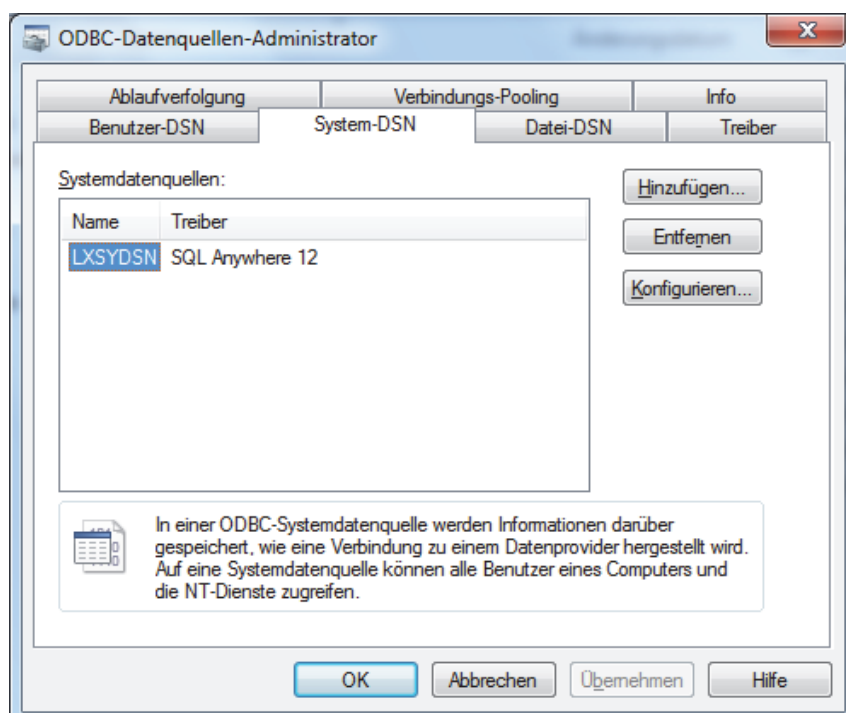 ODBC-Datenquellen-Administrator
Ablaufverfolgung Verbindungs-Pooling Info
Benutzer-DSN System-DSN Datei-DSN Treiber
Systemdatenquellen:
Hinzufügen...
Name Treiber
Entfernen
LXSYDSN SQL Anywhere 12
Konfigurieren...
In einer ODBC-Systemdatenquelle werden Informationen darüber
gespeichert, wie eine Verbindung zu einem Datenprovider hergestellt wird.
Auf eine Systemdatenquelle können alle Benutzer eines Computers und
die NT-Dienste zugreifen.
OK Abbrechen Übernehmen Hilfe